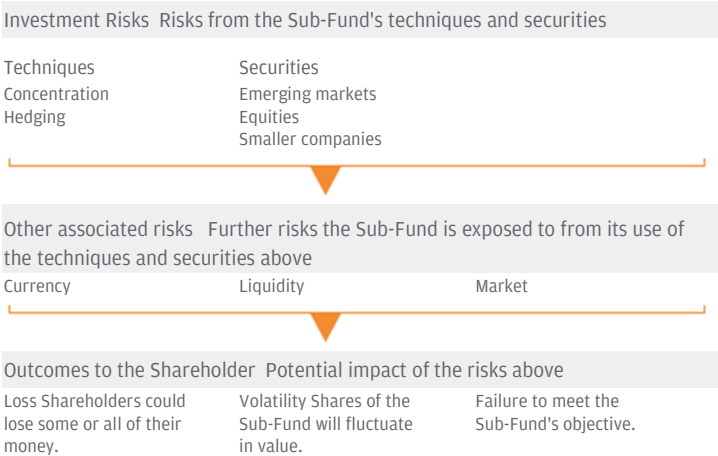 Investment Risks Risks from the Sub-Fund's techniques and securities
Techniques
Concentration
Hedging
Securities
Emerging markets
Equities
Smaller companies
Other associated risks Further risks the Sub-Fund is exposed to from its use of
the techniques and securities above
Currency
Liquidity
Market
Outcomes to the Shareholder Potential impact of the risks above
Loss Shareholders could
lose some or all of their
money.
Volatility Shares of the
Sub-Fund will fluctuate
in value.
Failure to meet the
Sub-Fund's objective.